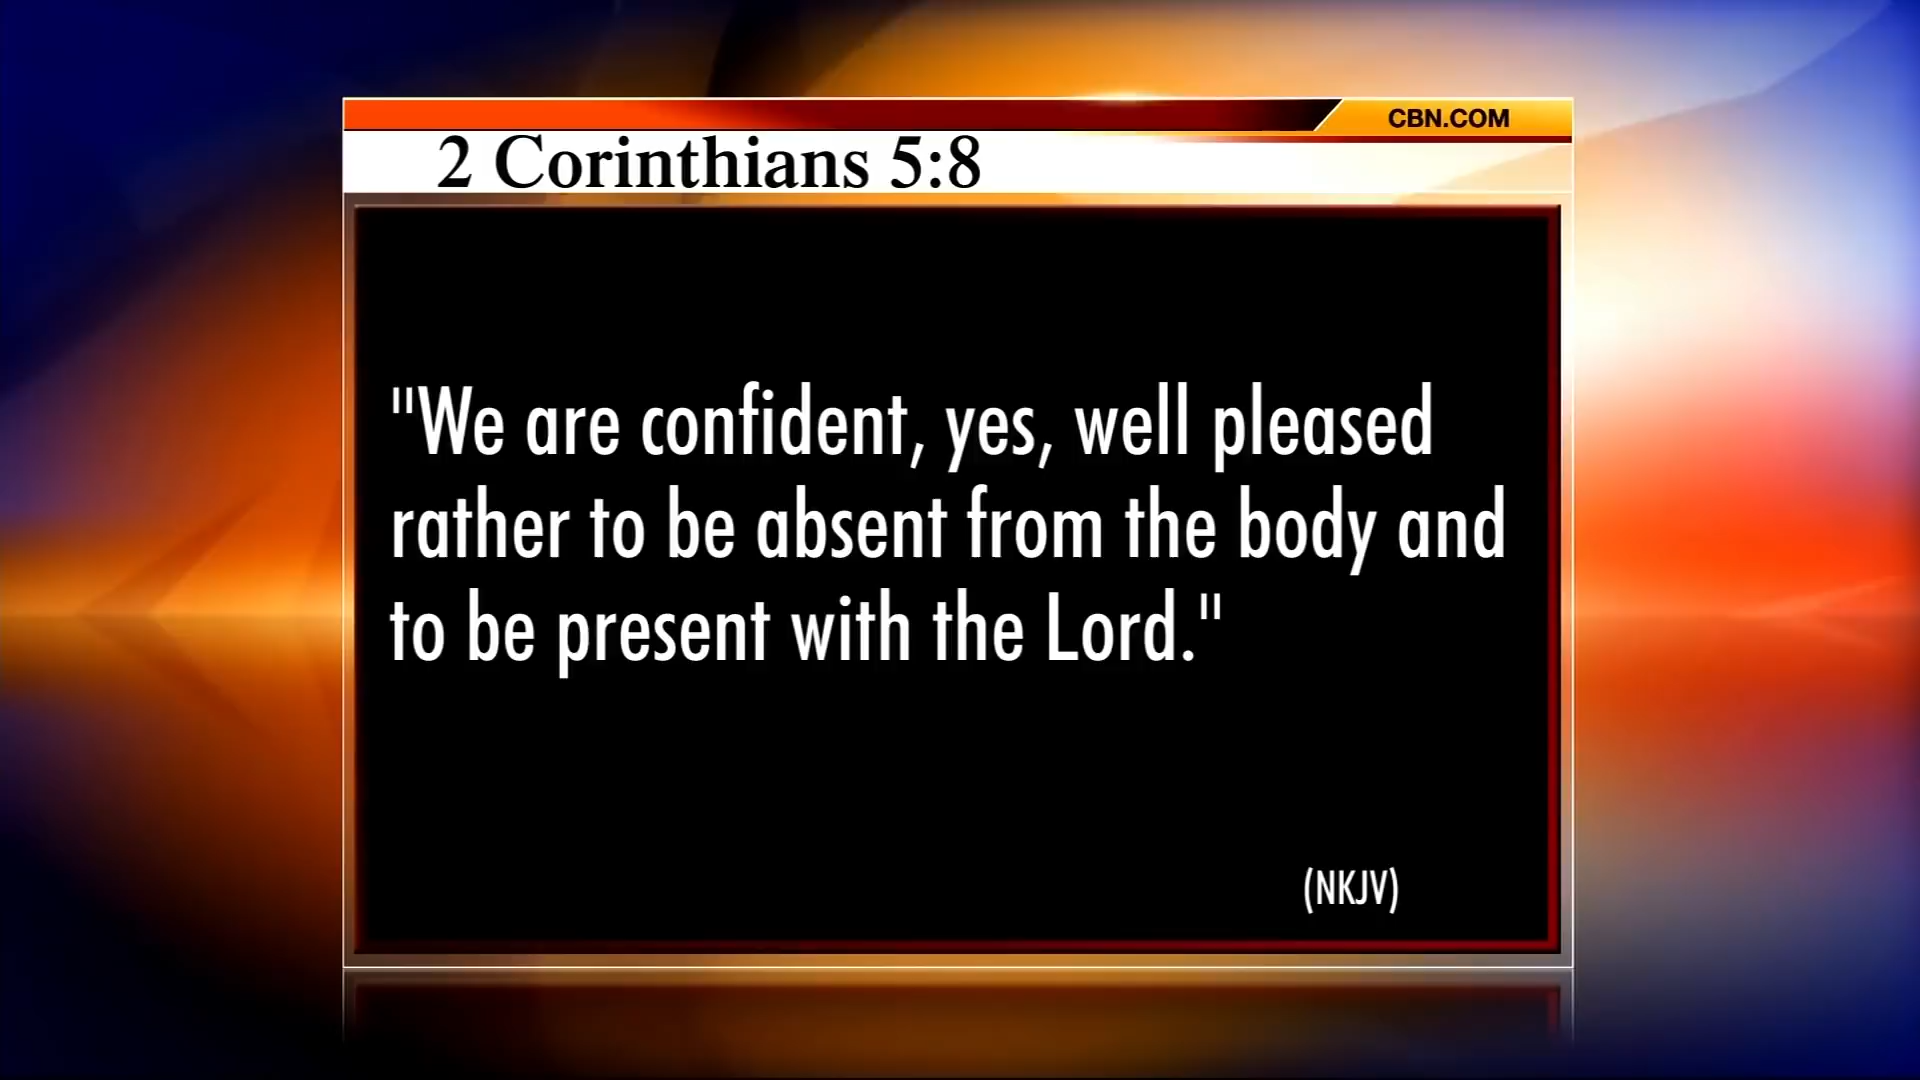 CBN.COM
2 Corinthians 5:8
"We are confident, yes, well pleased
rather to be absent from the body and
to be present with the Lord."
(NKJV)